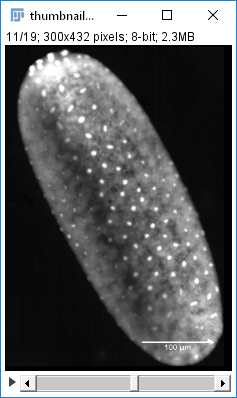 thumbnail...
11/19; 300x432 pixels; 8-bit; 2.3MB
100 µm